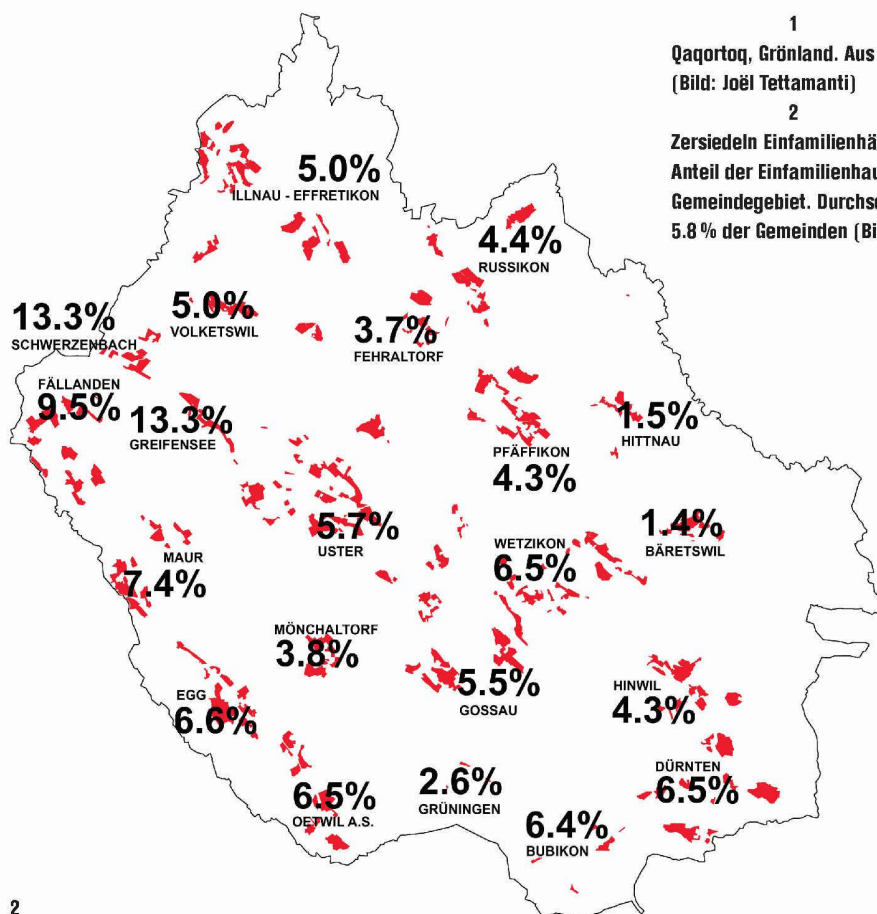 1
Qaqortoq, Grönland. Aus
(Bild: Joël Tettamanti)
2
Zersiedeln Einfamilienhä
Anteil der Einfamilienhau
Gemeindegebiet. Durchs
5.8 % der Gemeinden (Bi
5.0%
ILLNAU - EFFRETIKON
4.4%
RUSSIKON
13.3%
SCHWERZENBACH
5.0%
VOLKETSWIL
3.7%
FEHRALTORF
FÄLLANDEN
9.5%
13.3%
GREIFENSEE
1.5%
HITTNAU
PFÄFFIKON
4.3%
5.7%
USTER
1.4%
BÄRETSWIL
WETZIKON
6.5%
MAUR
7.4%
MÖNCHALTORF
3.8%
5.5%
GOSSAU
HINWIL
4.3%
EGG
6.6%
DÜRNTEN
6.5%
6.5%
OETWIL A.S.
2.6%
GRÜNINGEN
6.4%
BUBIKON
2